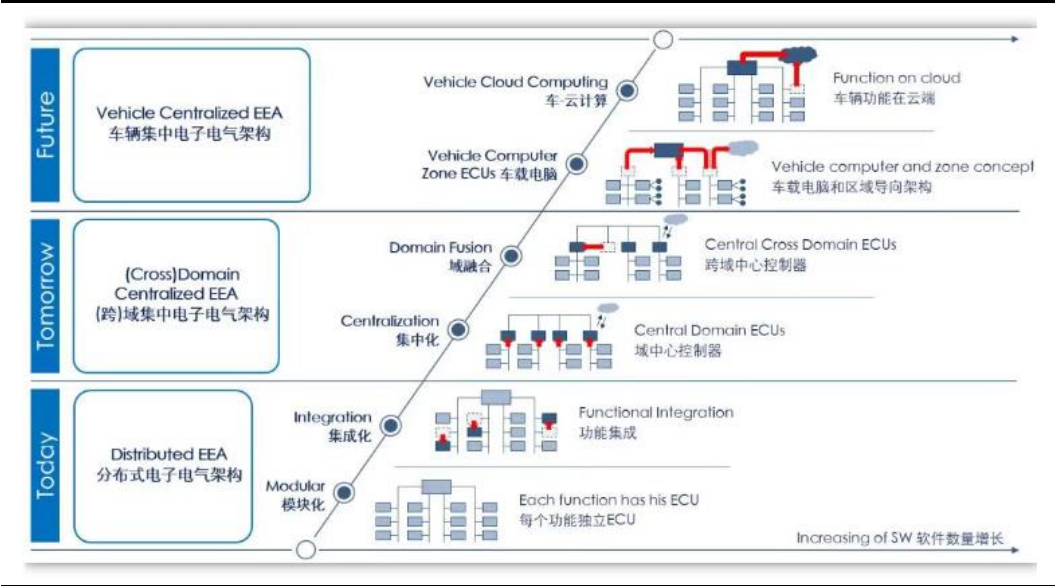 Future
Vehicle Centralized EEA
车辆集中电子电气架构
Vehicle Cloud Computing
车-云计算
Function on cloud
车辆功能在云端
Vehicle Computer
Zone ECUs 车载电脑
Vehicle computer and zone concept
车载电脑和区域导向架构
Tomorrow
(Cross)Domain
Centralized EEA
(跨)域集中电子电气架构
Domain Fusion
域融合
Central Cross Domain ECUs
跨域中心控制器
Centralization
集中化
Central Domain ECUs
域中心控制器
Today
Distributed EEA
分布式电子电气架构
Integration
集成化
Functional Integration
功能集成
Modular
模块化
Each function has his ECU
每个功能独立ECU
Increasing of SW 软件数量增长